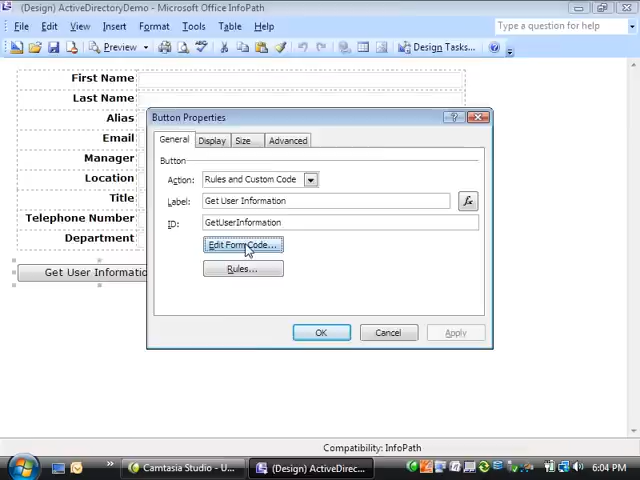 (Design) ActiveDirectoryDemo - Microsoft Office InfoPath
File Edit View Insert Format Tools Table Help
Type a question for help
Preview
Design Tasks...
First Name
Last Name
Alias
Email
Manager
Location
Title
Telephone Number
Department
Get User Informatio
Button Properties
General Display Size Advanced
Button
Action: Rules and Custom Code
Label: Get User Information
fx
ID: GetUserInformation
Edit Form Code...
Rules...
OK Cancel Apply
Compatibility: InfoPath
Camtasia Studio - U... (Design) ActiveDirec... 6:04 PM